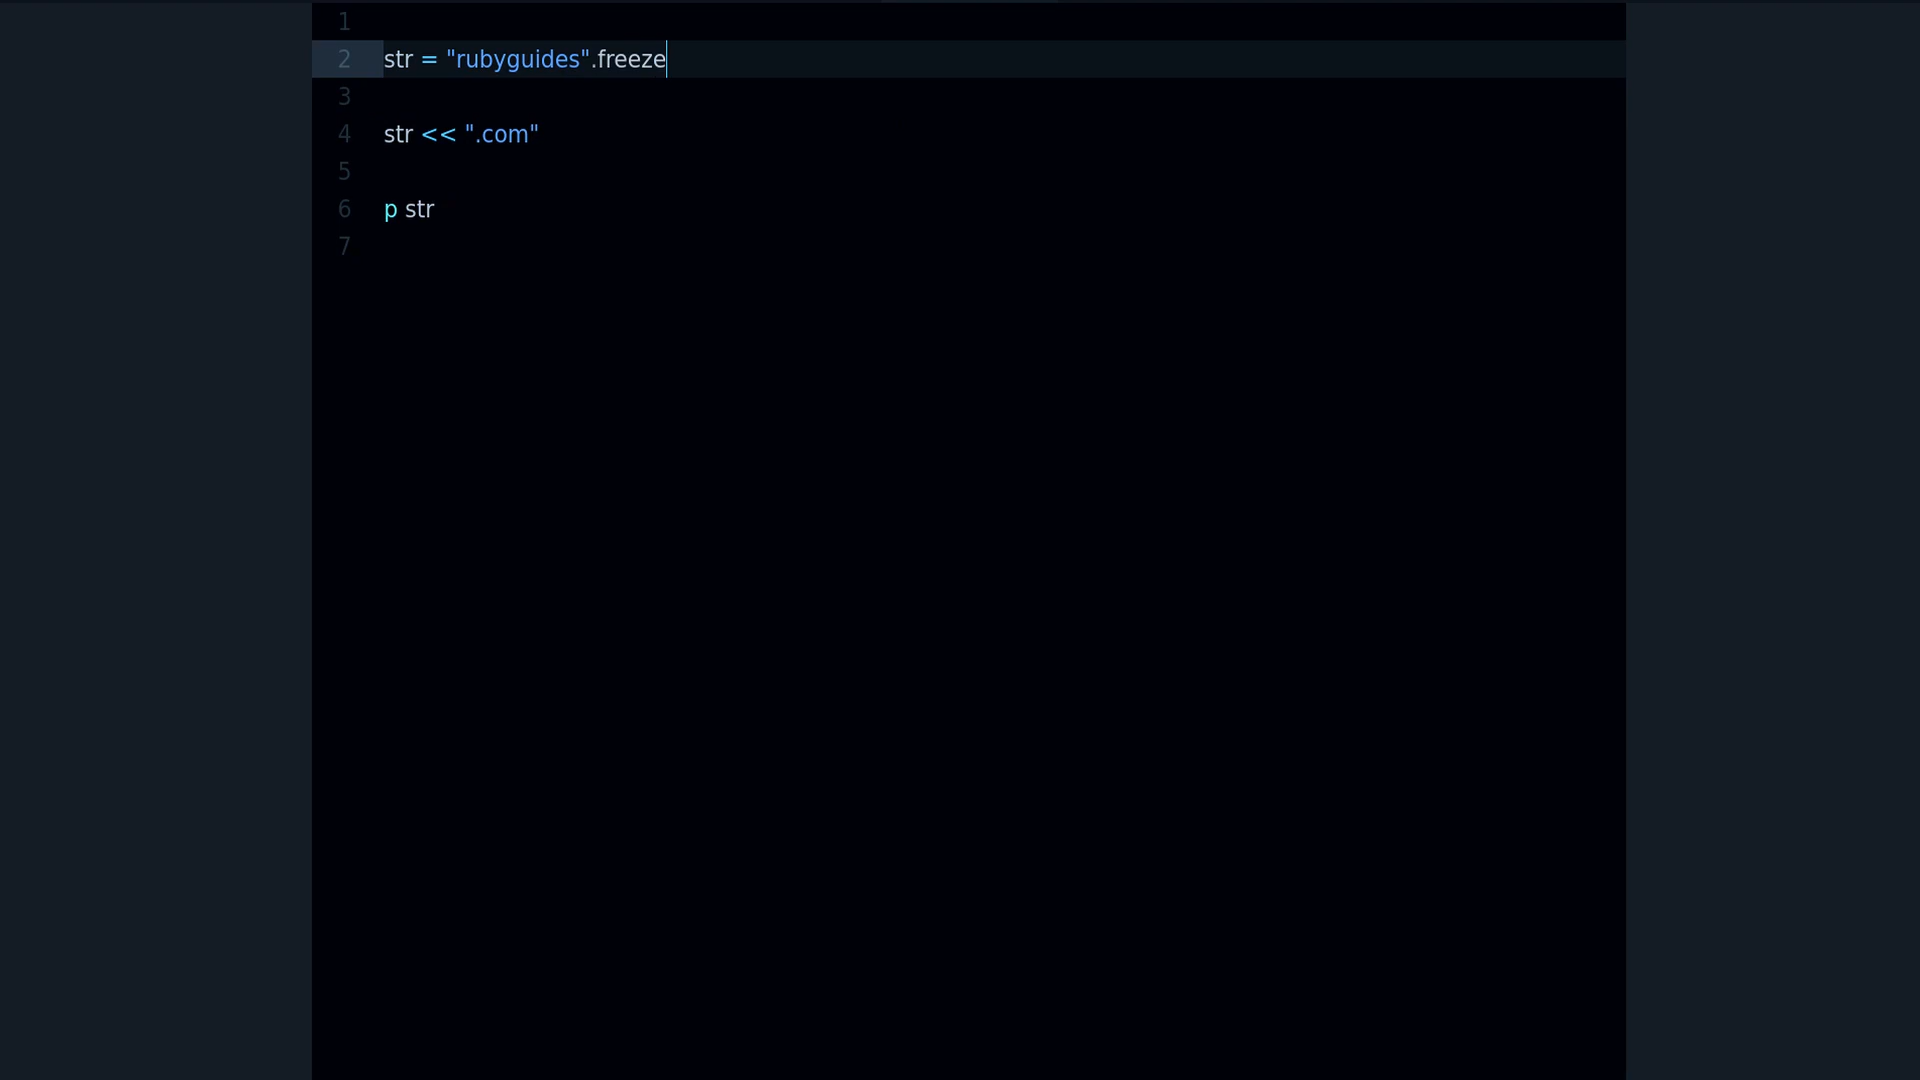 1
2 str = "rubyguides".freeze
3
4 str << ".com"
5
6 p str
7